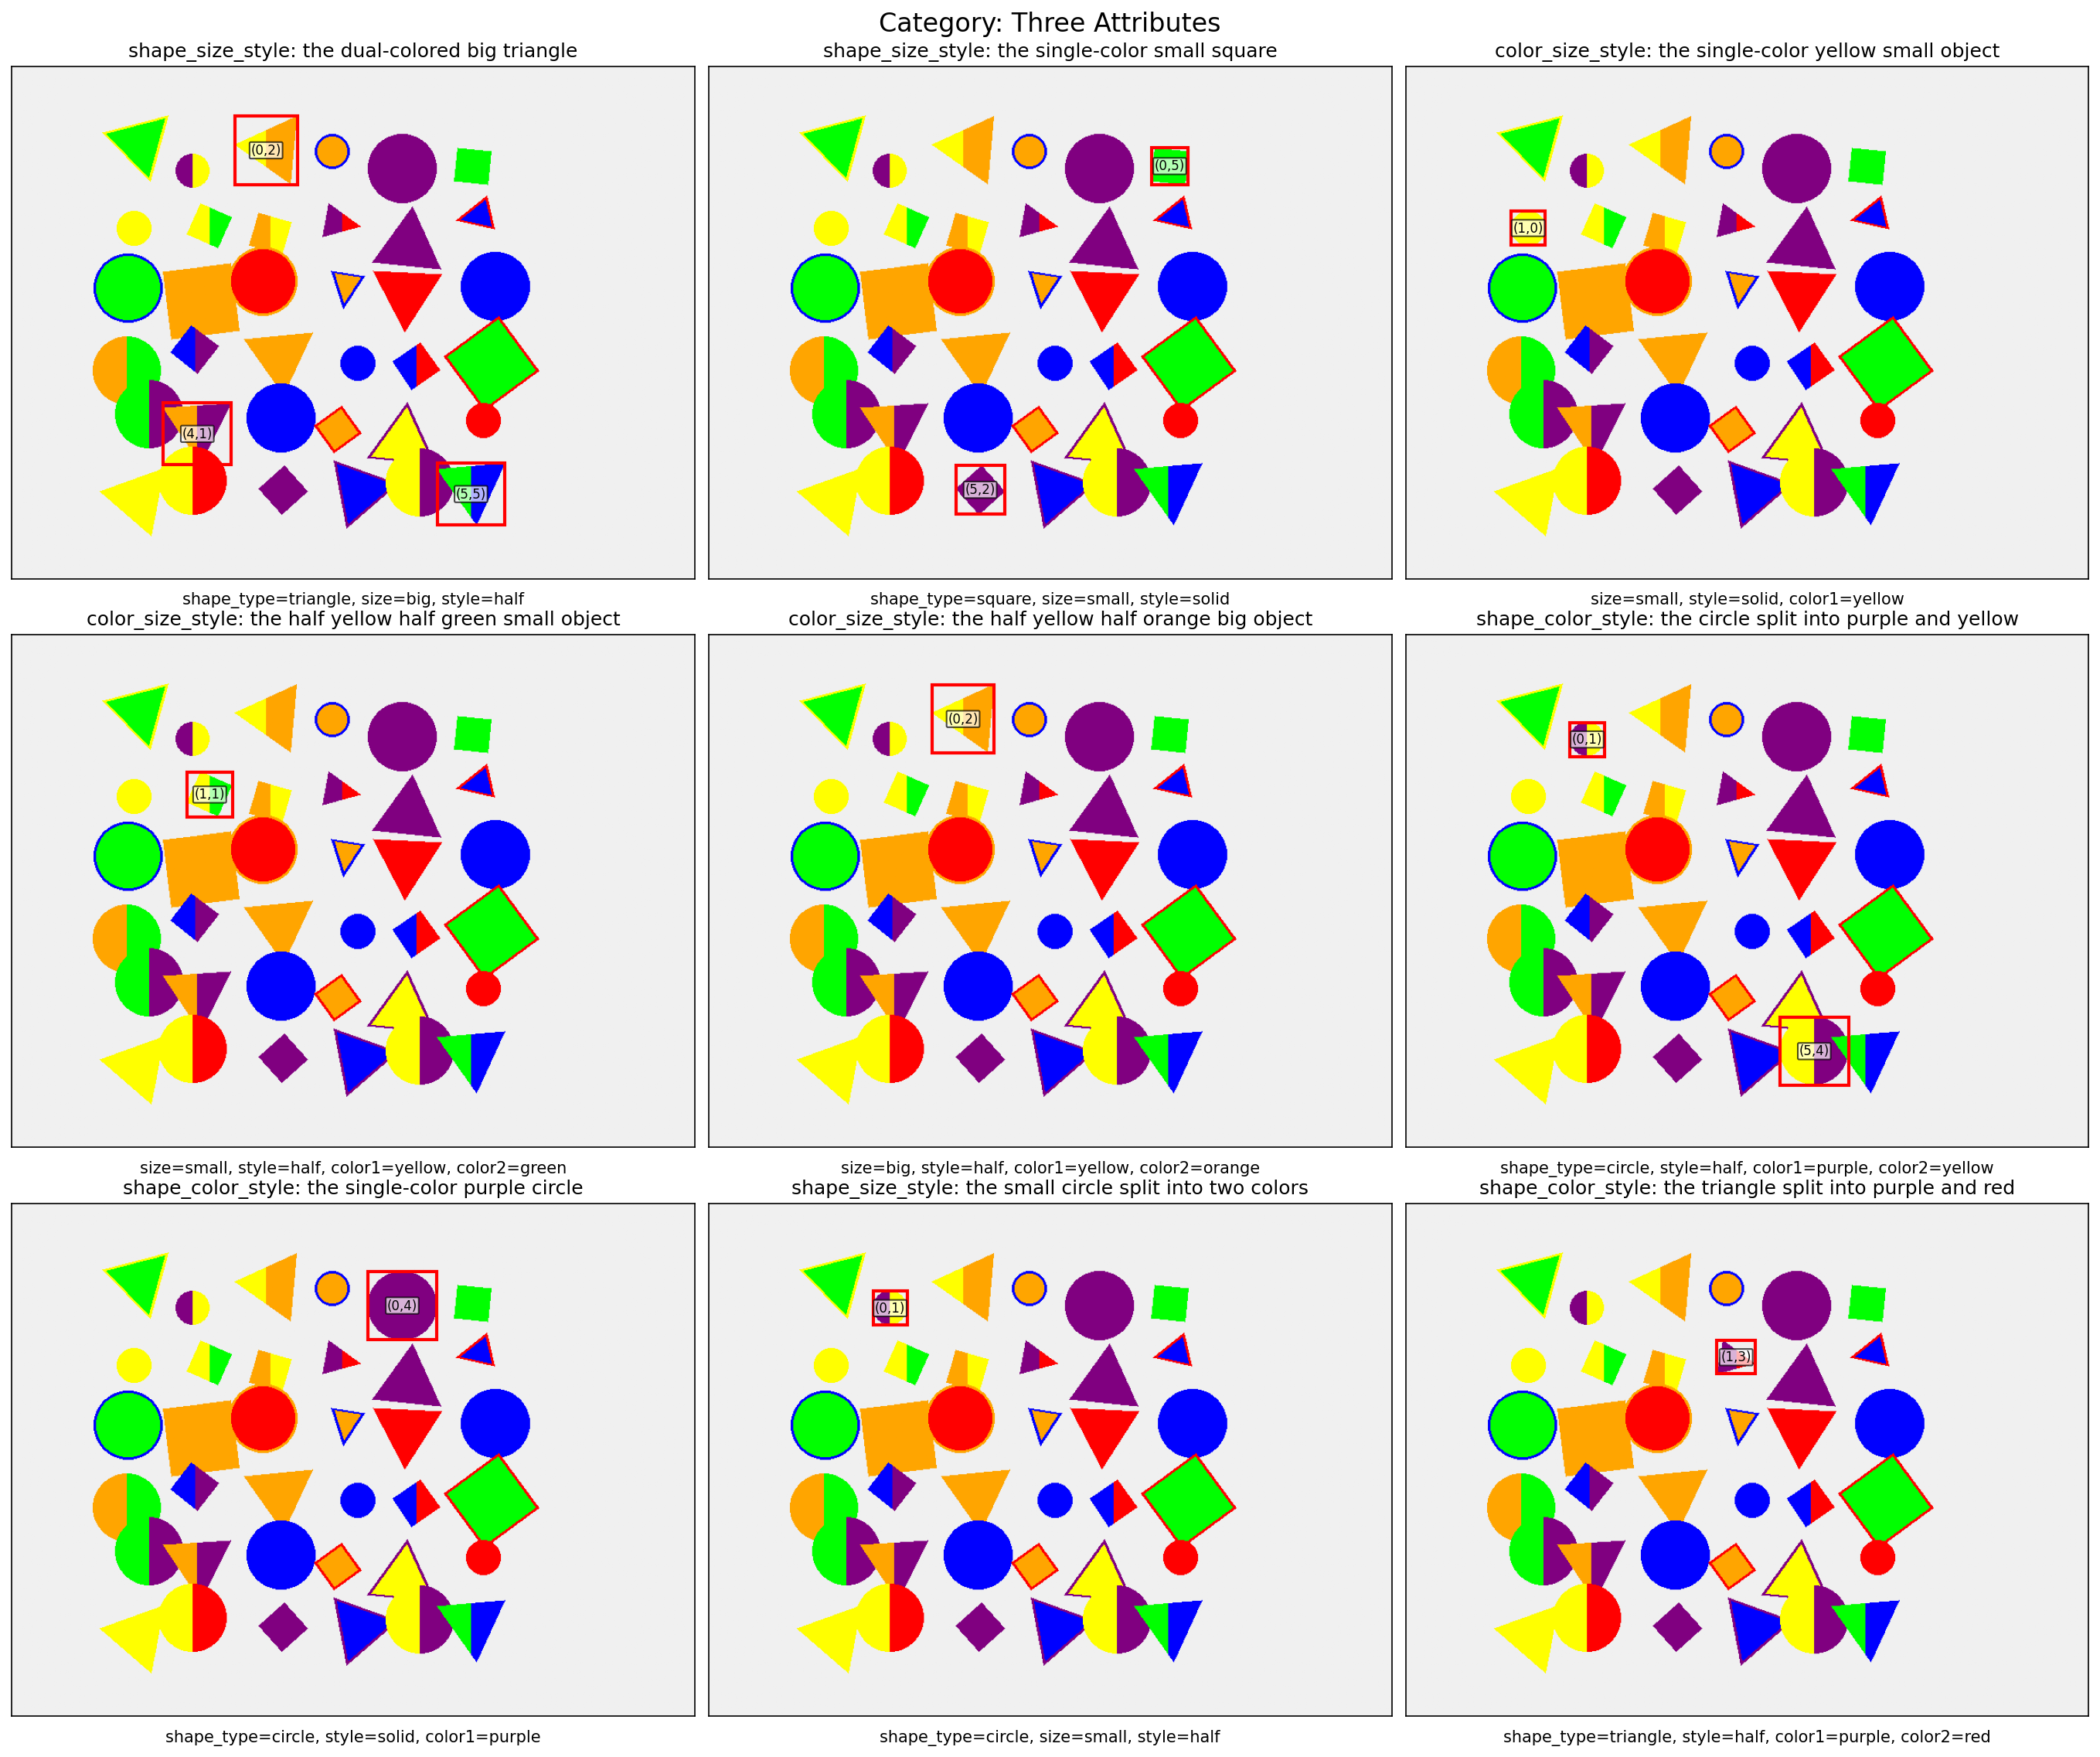 Category: Three Attributes
shape_size_style: the dual-colored big triangle
shape_size_style: the single-color small square
color_size_style: the single-color yellow small object
(0,2)
(4,1)
(5,5)
(0,5)
(5,2)
(1,0)
shape_type=triangle, size=big, style=half
shape_type=square, size=small, style=solid
size=small, style=solid, color1=yellow
color_size_style: the half yellow half green small object
color_size_style: the half yellow half orange big object
shape_color_style: the circle split into purple and yellow
(1,1)
(0,2)
(0,1)
(5,4)
size=small, style=half, color1=yellow, color2=green
size=big, style=half, color1=yellow, color2=orange
shape_type=circle, style=half, color1=purple, color2=yellow
shape_color_style: the single-color purple circle
shape_size_style: the small circle split into two colors
shape_color_style: the triangle split into purple and red
(0,4)
(0,1)
(1,3)
shape_type=circle, style=solid, color1=purple
shape_type=circle, size=small, style=half
shape_type=triangle, style=half, color1=purple, color2=red